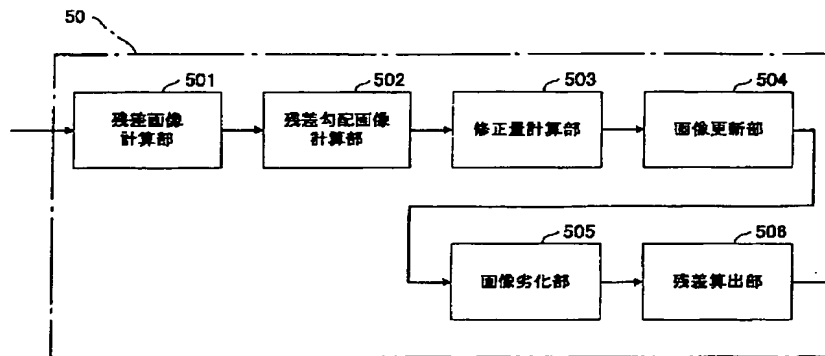 50
501
残差画像
計算部
502
残差勾配画像
計算部
503
修正量計算部
504
画像更新部
505
画像劣化部
506
残差算出部